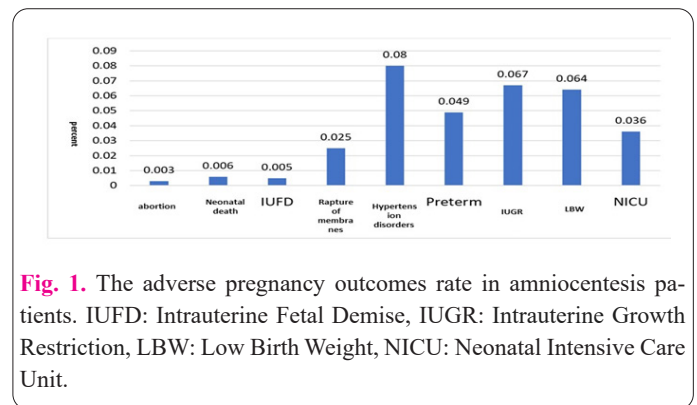 0.09
0.08
0.07
0.06
0.05
0.04
0.03
0.02
0.01
0
percent
0.003
0.006
0.005
0.025
0.08
0.049
0.067
0.064
0.036
abortion
Neonatal
death
IUFD
Rapture
of
membra
nes
Hypertens
ion
disorders
Preterm
IUGR
LBW
NICU
Fig. 1. The adverse pregnancy outcomes rate in amniocentesis pa-
tients. IUFD: Intrauterine Fetal Demise, IUGR: Intrauterine Growth
Restriction, LBW: Low Birth Weight, NICU: Neonatal Intensive Care
Unit.